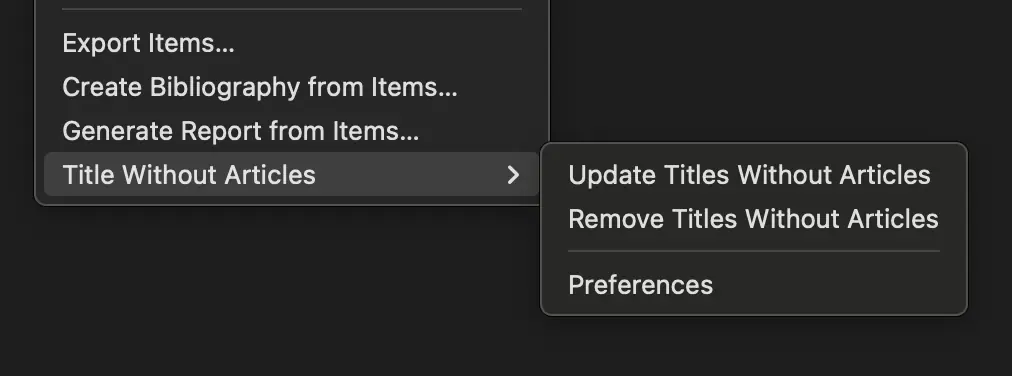 Export Items...
Create Bibliography from Items...
Generate Report from Items...
Title Without Articles
Update Titles Without Articles
Remove Titles Without Articles
Preferences